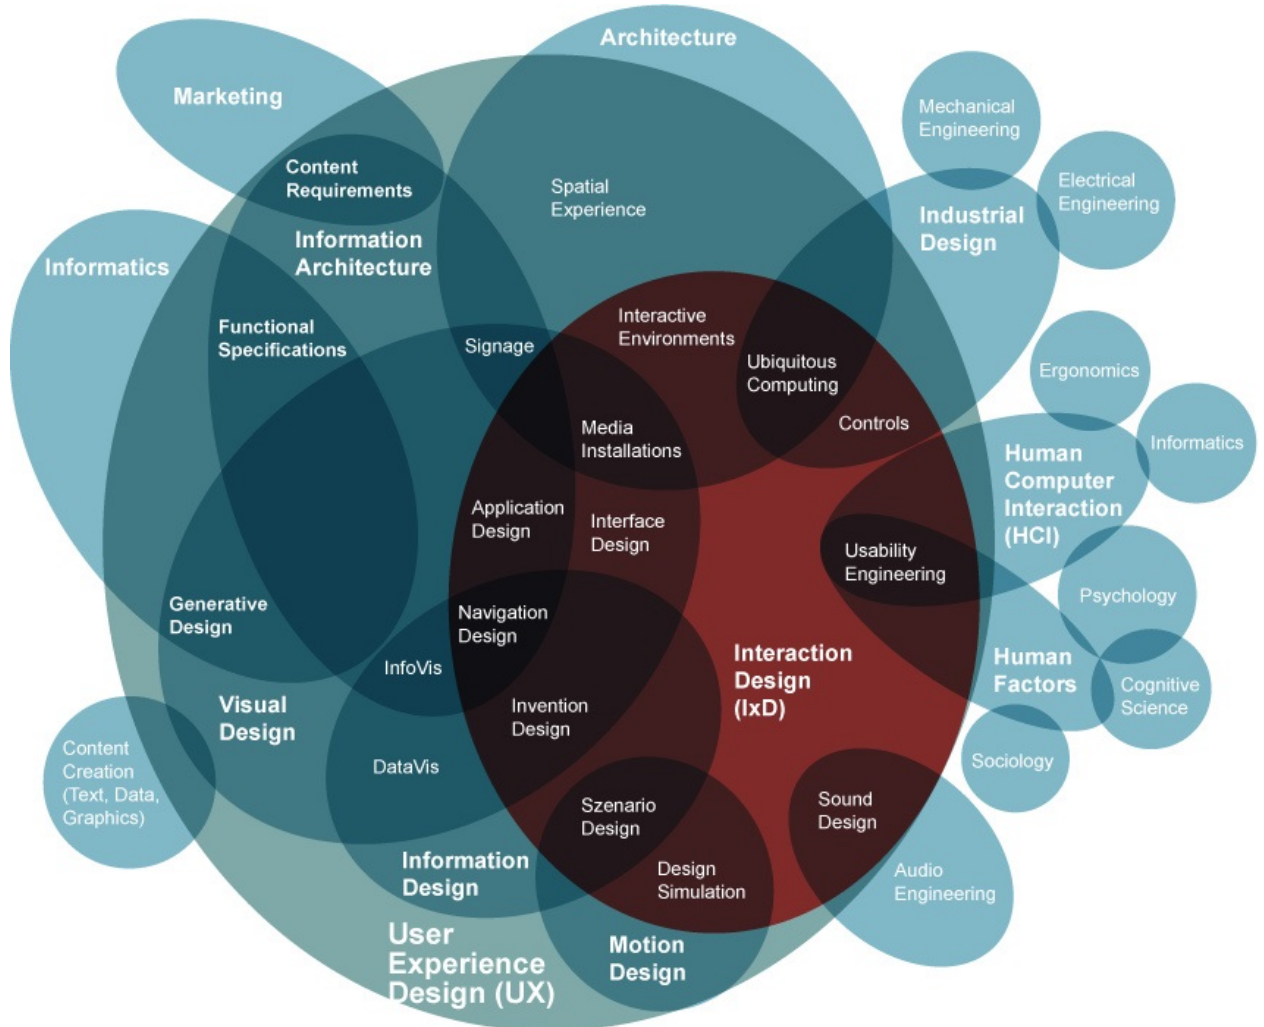 Architecture
Marketing
Mechanical
Engineering
Content
Requirements
Spatial
Experience
Electrical
Engineering
Industrial
Design
Information
Architecture
Informatics
Functional
Specifications
Signage
Interactive
Environments
Ubiquitous
Computing
Ergonomics
Controls
Media
Installations
Informatics
Human
Computer
Interaction
(HCI)
Application
Design
Interface
Design
Usability
Engineering
Psychology
Generative
Design
Navigation
Design
InfoVis
Interaction
Design
(IxD)
Human
Factors
Cognitive
Science
Visual
Design
Invention
Design
Content
Creation
(Text, Data,
Graphics)
DataVis
Sociology
Szenario
Design
Sound
Design
Information
Design
Design
Simulation
Audio
Engineering
User
Experience
Design (UX)
Motion
Design